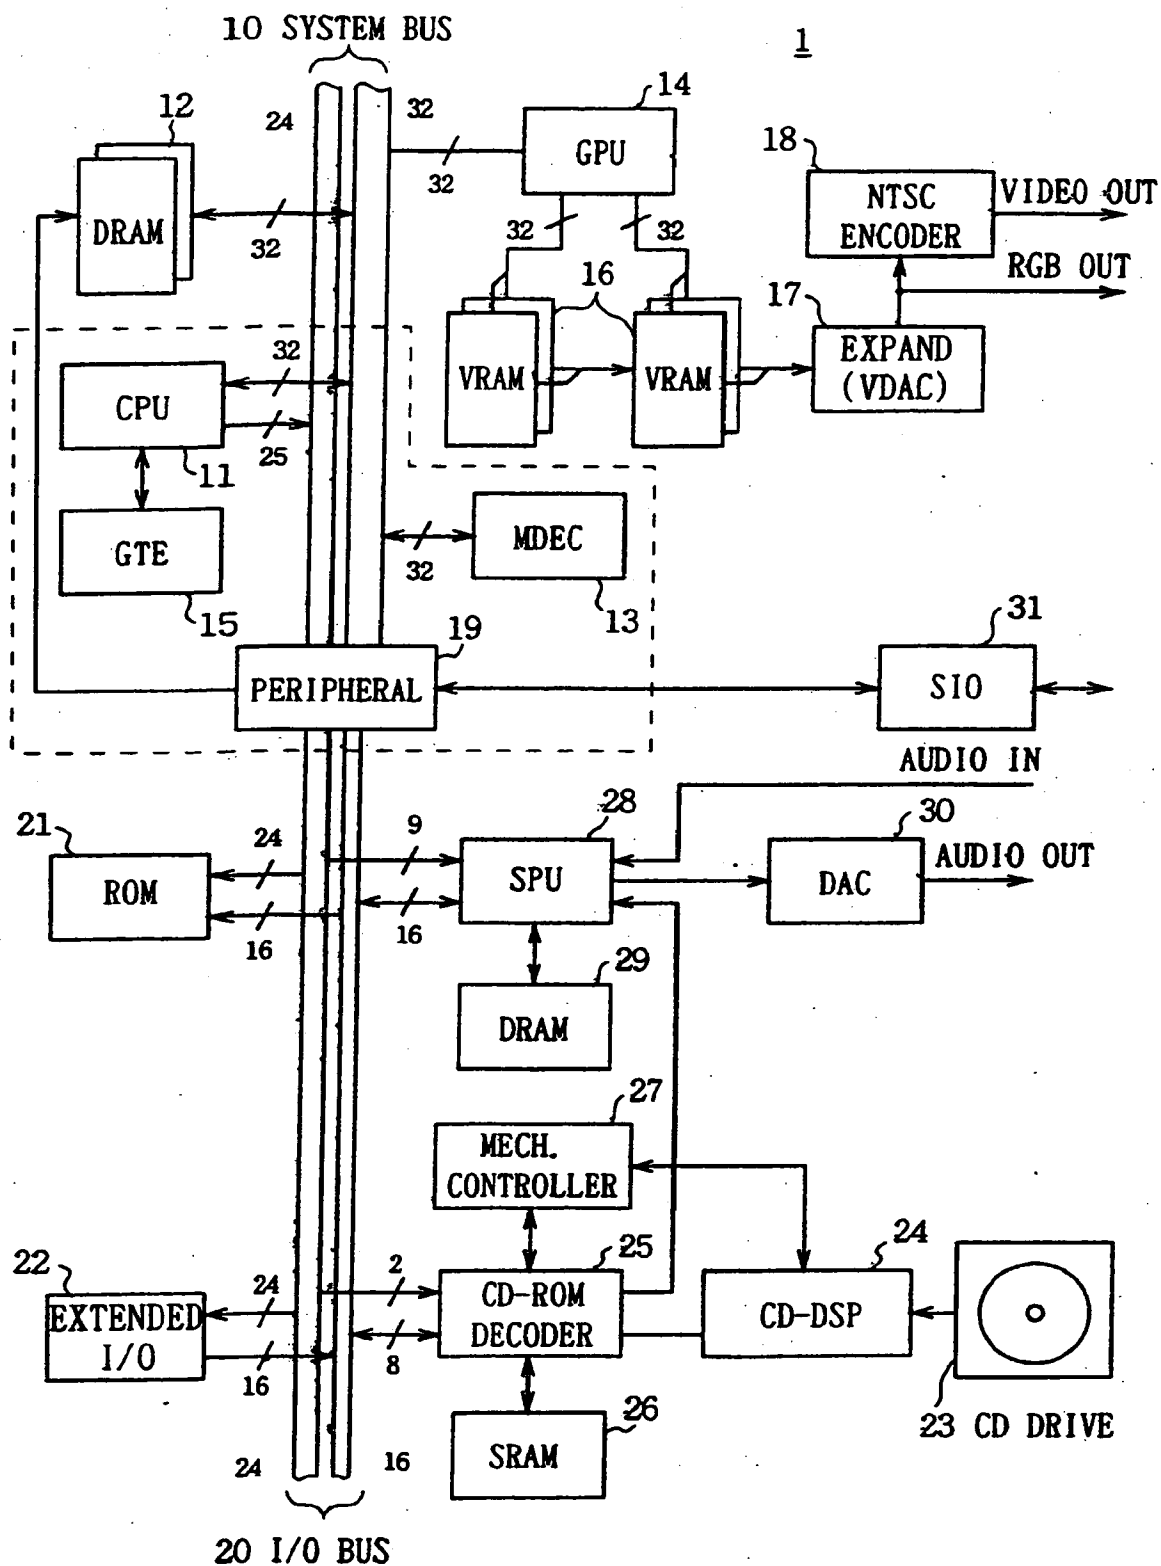 10 SYSTEM BUS
1
12
24
32
14
GPU
18
NTSC
ENCODER
VIDEO OUT
DRAM
32
32
32
32
RGB OUT
16
17
EXPAND
(VDAC)
VRAM
VRAM
32
CPU
25
11
GTE
15
MDEC
32
13
19
PERIPHERAL
31
SIO
AUDIO IN
21
ROM
24
16
9
16
28
SPU
30
DAC
AUDIO OUT
29
DRAM
27
MECH.
CONTROLLER
22
EXTENDED
I/O
24
16
2
8
25
CD-ROM
DECODER
24
CD-DSP
23 CD DRIVE
26
SRAM
24
16
20 I/O BUS